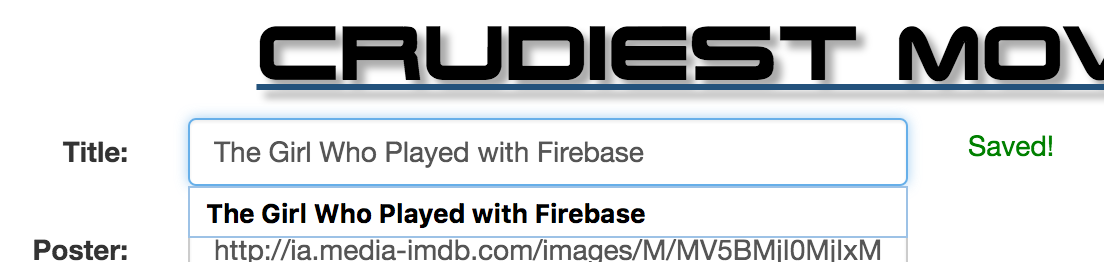 CRUDIEST MOV
Title: The Girl Who Played with Firebase Saved!
The Girl Who Played with Firebase
Poster: http://ia.media-imdb.com/images/M/MV5BMjI0MjIxM